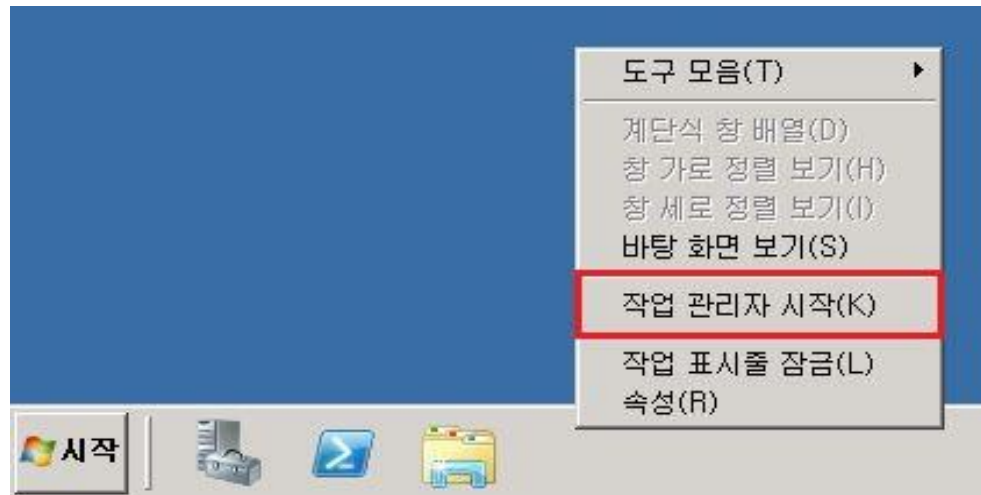 도구 모음(T)
계단식 창 배열(D)
창 가로 정렬 보기(H)
창 세로 정렬 보기(I)
바탕 화면 보기(S)
작업 관리자 시작(K)
작업 표시줄 잠금(L)
속성(R)
시작